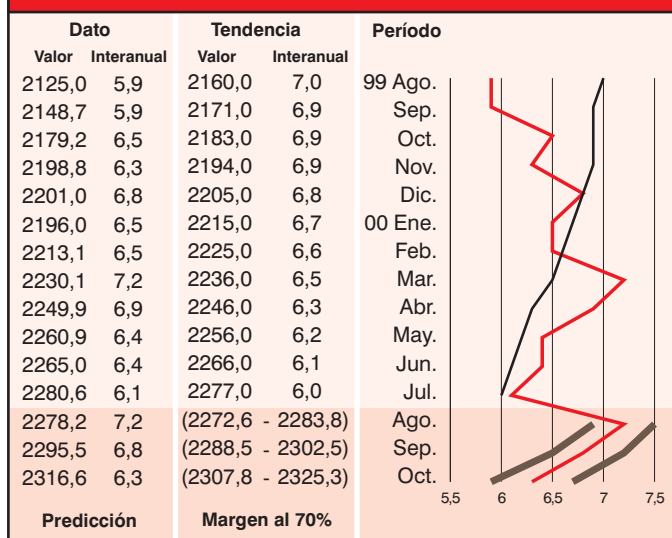 Dato Tendencia Período
Valor Interanual Valor Interanual
2125,0 5,9 2160,0 7,0 99 Ago.
2148,7 5,9 2171,0 6,9 Sep.
2179,2 6,5 2183,0 6,9 Oct.
2198,8 6,3 2194,0 6,9 Nov.
2201,0 6,8 2205,0 6,8 Dic.
2196,0 6,5 2215,0 6,7 00 Ene.
2213,1 6,5 2225,0 6,6 Feb.
2230,1 7,2 2236,0 6,5 Mar.
2249,9 6,9 2246,0 6,3 Abr.
2260,9 6,4 2256,0 6,2 May.
2265,0 6,4 2266,0 6,1 Jun.
2280,6 6,1 2277,0 6,0 Jul.
2278,2 7,2 (2272,6 - 2283,8) Ago.
2295,5 6,8 (2288,5 - 2302,5) Sep.
2316,6 6,3 (2307,8 - 2325,3) Oct.
5,5 6 6,5 7 7,5
Predicción Margen al 70%